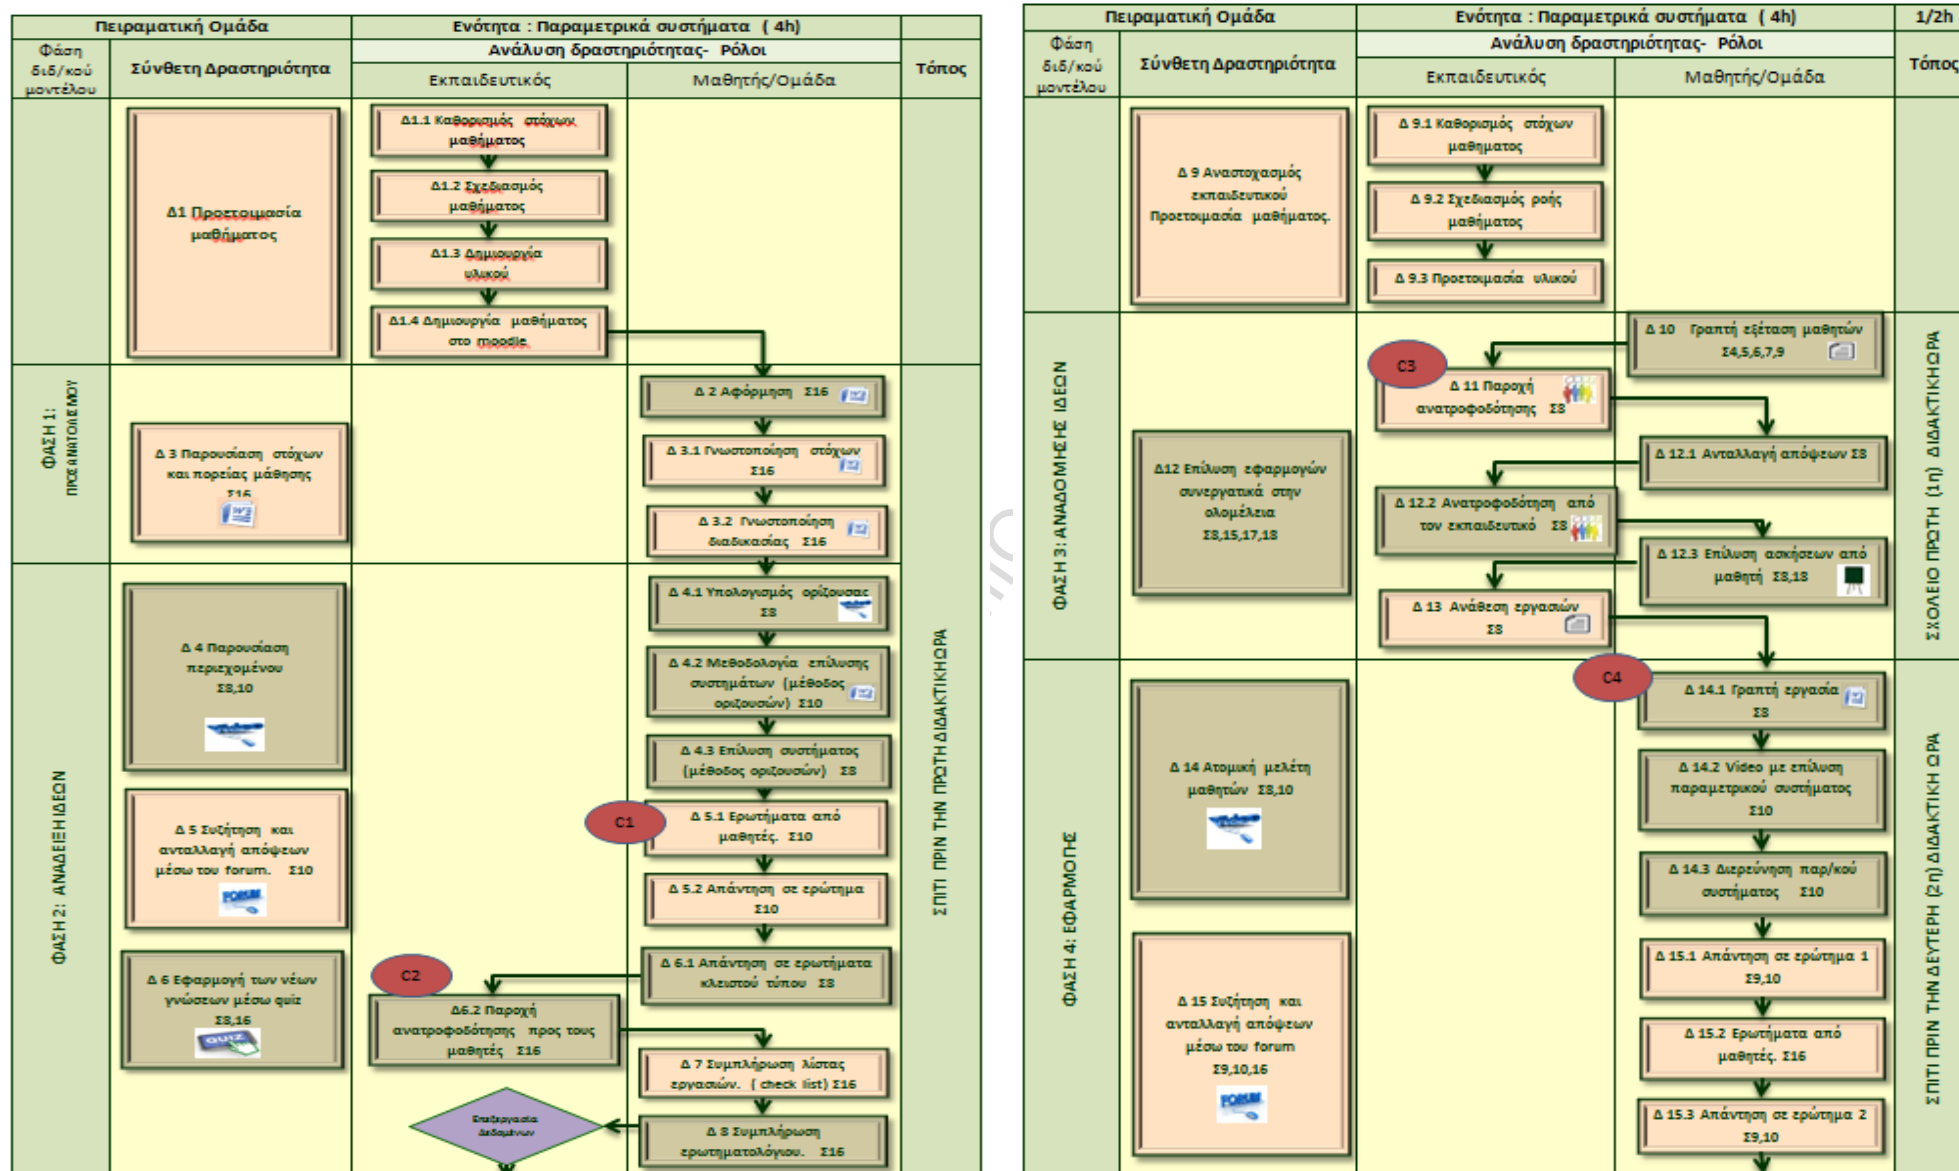 Πειραματική Ομάδα
Ενότητα : Παραμετρικά συστήματα ( 4h)
Φάση
διδ/κού
μοντέλου
Σύνθετη Δραστηριότητα
Ανάλυση δραστηριότητας- Ρόλοι
Εκπαιδευτικός
Μαθητής/Ομάδα
Τόπος
Δ1 Προετοιμασία
μαθήματος
Δ1.1 Καθορισμός στόχων
μαθήματος
Δ1.2 Σχεδιασμός
μαθήματος
Δ1.3 Δημιουργία
υλικού
Δ1.4 Δημιουργία μαθήματος
στο moodle
ΦΑΣΗ 1:
ΠΡΟΣΑΝΑΤΟΛΙΣΜΟΥ
Δ 2 Αφόρμηση Σ16
Δ 3 Παρουσίαση στόχων
και πορείας μάθησης
Σ16
Δ 3.1 Γνωστοποίηση στόχων
Σ16
Δ 3.2 Γνωστοποίηση
διαδικασίας Σ16
ΦΑΣΗ 2: ΑΝΑΔΕΙΞΗ ΙΔΕΩΝ
Δ 4 Παρουσίαση
περιεχομένου
Σ8,10
Δ 4.1 Υπολογισμός ορίζουσας
Σ8
Δ 4.2 Μεθοδολογία επίλυσης
συστημάτων (μέθοδος
οριζουσών) Σ10
Δ 4.3 Επίλυση συστήματος
(μέθοδος οριζουσών) Σ8
Δ 5 Συζήτηση και
ανταλλαγή απόψεων
μέσω του forum. Σ10
FORUM
C1
Δ 5.1 Ερωτήματα από
μαθητές. Σ10
Δ 5.2 Απάντηση σε ερώτημα
Σ10
Δ 6 Εφαρμογή των νέων
γνώσεων μέσω quiz
Σ8,16
QUIZ
Δ 6.1 Απάντηση σε ερωτήματα
κλειστού τύπου Σ8
C2
Δ6.2 Παροχή
ανατροφοδότησης προς τους
μαθητές Σ16
Δ 7 Συμπλήρωση λίστας
εργασιών. ( check list) Σ16
Δ 8 Συμπλήρωση
ερωτηματολόγιου. Σ16
Επεξεργασία
Δεδομένων
ΣΠΙΤΙ ΠΡΙΝ ΤΗΝ ΠΡΩΤΗ ΔΙΔΑΚΤΙΚΗ ΩΡΑ
Πειραματική Ομάδα
Ενότητα : Παραμετρικά συστήματα ( 4h)
1/2h
Φάση
διδ/κού
μοντέλου
Σύνθετη Δραστηριότητα
Ανάλυση δραστηριότητας- Ρόλοι
Εκπαιδευτικός
Μαθητής/Ομάδα
Τόπος
Δ 9 Αναστοχασμός
εκπαιδευτικού
Προετοιμασία μαθήματος.
Δ 9.1 Καθορισμός στόχων
μαθηματος
Δ 9.2 Σχεδιασμός ροής
μαθήματος
Δ 9.3 Προετοιμασία υλικού
ΦΑΣΗ 3: ΑΝΑΔΟΜΗΣΗΣ ΙΔΕΩΝ
Δ 10 Γραπτή εξέταση μαθητών
Σ4,5,6,7,9
C3
Δ 11 Παροχή
ανατροφοδότησης Σ8
Δ12 Επίλυση εφαρμογών
συνεργατικά στην
ολομέλεια
Σ8,15,17,18
Δ 12.1 Ανταλλαγή απόψεων Σ8
Δ 12.2 Ανατροφοδότηση από
τον εκπαιδευτικό Σ8
Δ 12.3 Επίλυση ασκήσεων από
μαθητή Σ8,18
Δ 13 Ανάθεση εργασιών
Σ8
ΣΧΟΛΕΙΟ ΠΡΩΤΗ (1η) ΔΙΔΑΚΤΙΚΗ ΩΡΑ
ΦΑΣΗ 4: ΕΦΑΡΜΟΓΗΣ
C4
Δ 14 Ατομική μελέτη
μαθητών Σ8,10
Δ 14.1 Γραπτή εργασία
Σ8
Δ 14.2 Video με επίλυση
παραμετρικού συστήματος
Σ10
Δ 14.3 Διερεύνηση παρ/κού
συστήματος Σ10
Δ 15 Συζήτηση και
ανταλλαγή απόψεων
μέσω του forum
Σ9,10,16
FORUM
Δ 15.1 Απάντηση σε ερώτημα 1
Σ9,10
Δ 15.2 Ερωτήματα από
μαθητές. Σ16
Δ 15.3 Απάντηση σε ερώτημα 2
Σ9,10
ΣΠΙΤΙ ΠΡΙΝ ΤΗΝ ΔΕΥΤΕΡΗ (2η) ΔΙΔΑΚΤΙΚΗ ΩΡΑ